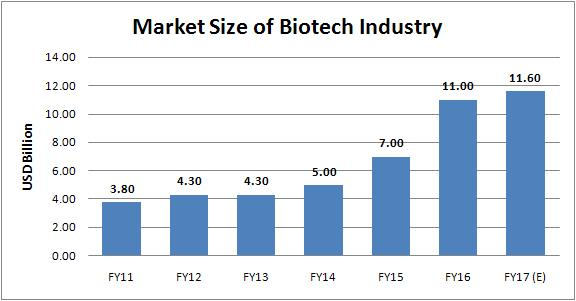 Market Size of Biotech Industry
USD Billion
14.00
12.00
10.00
8.00
6.00
4.00
2.00
0.00
3.80
4.30
4.30
5.00
7.00
11.00
11.60
FY11
FY12
FY13
FY14
FY15
FY16
FY17 (E)